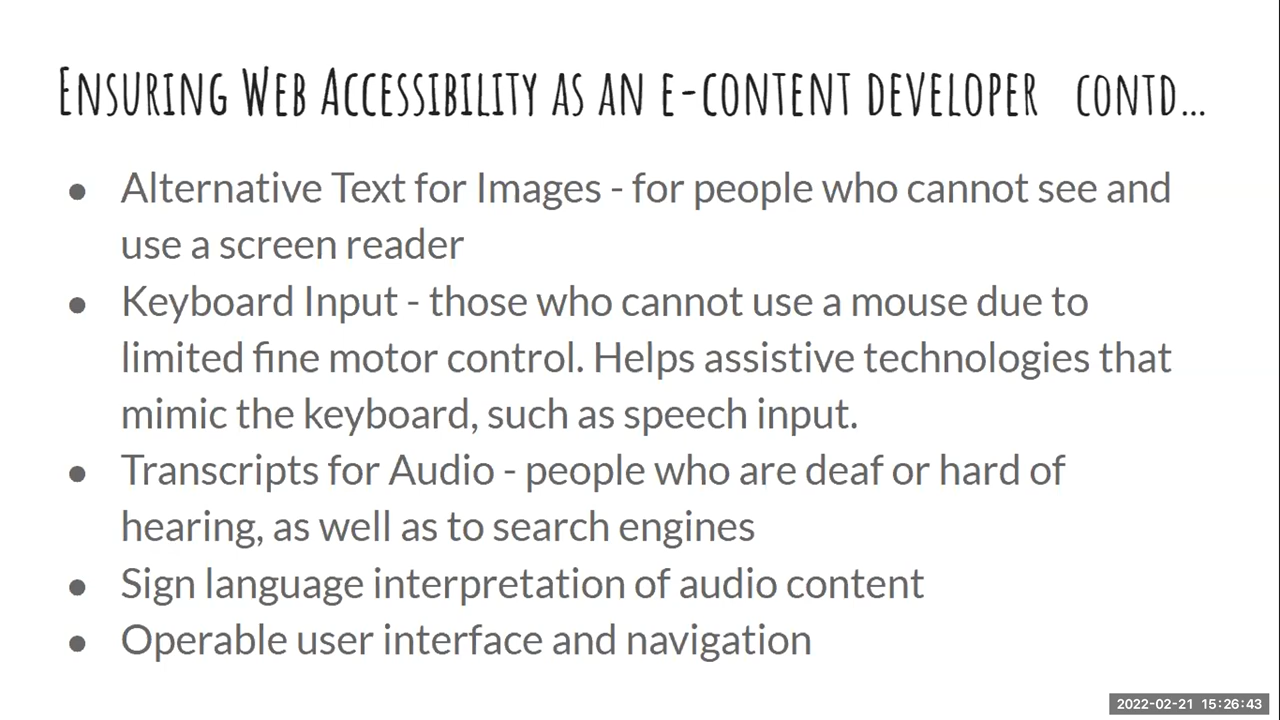 Ensuring Web Accessibility as an e-content developer contd...
● Alternative Text for Images - for people who cannot see and
use a screen reader
● Keyboard Input - those who cannot use a mouse due to
limited fine motor control. Helps assistive technologies that
mimic the keyboard, such as speech input.
● Transcripts for Audio - people who are deaf or hard of
hearing, as well as to search engines
● Sign language interpretation of audio content
● Operable user interface and navigation
2022-02-21 15:26:43